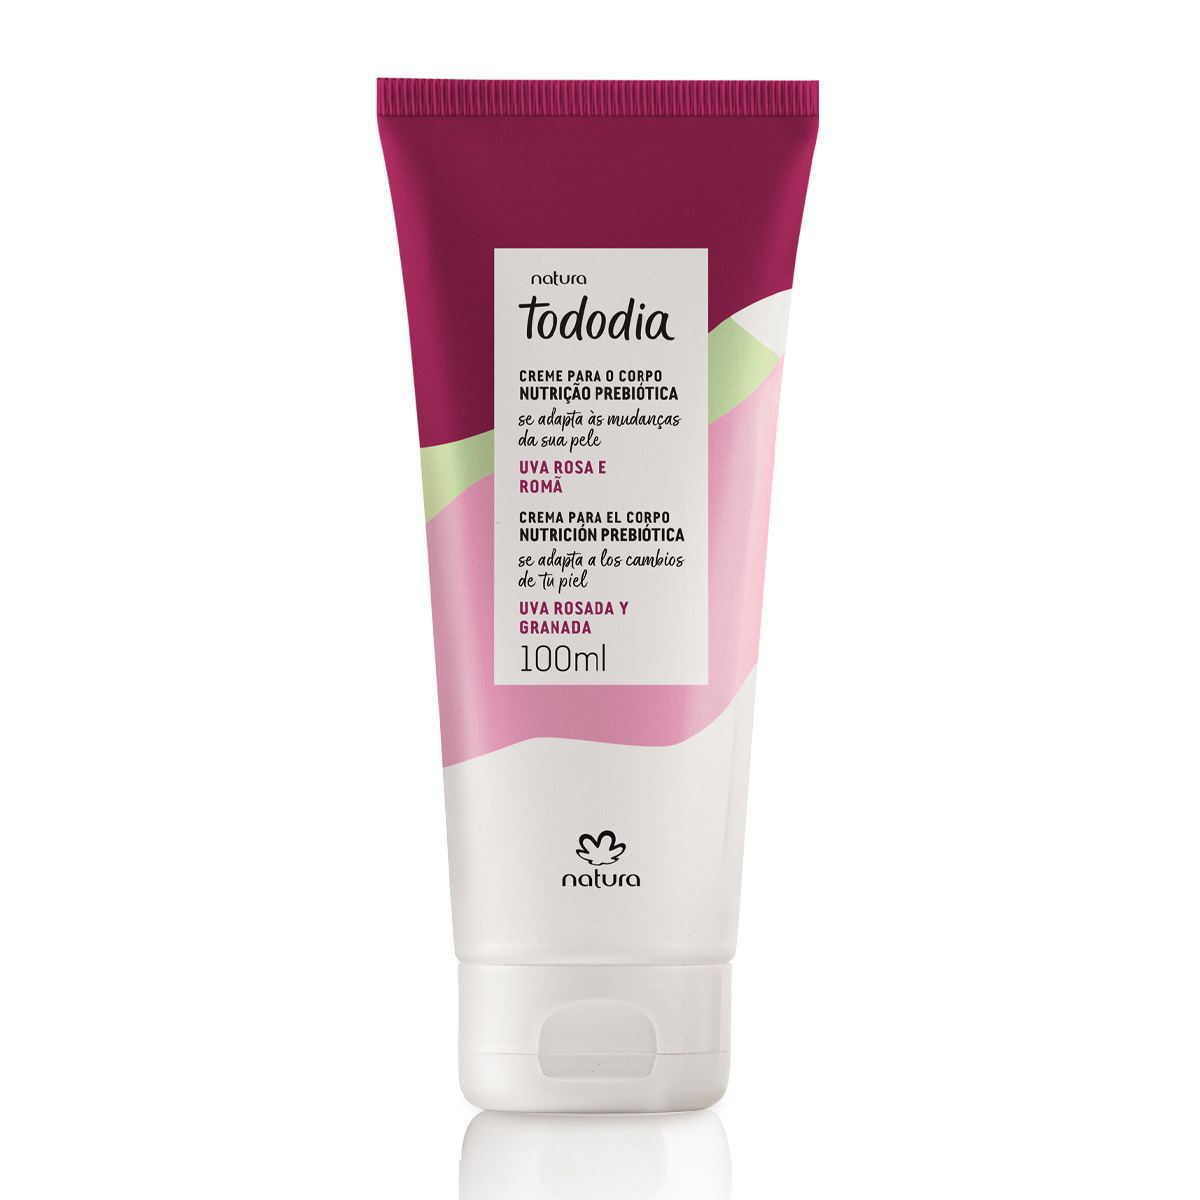 natura
Tododia
CREME PARA O CORPO
NUTRIÇÃO PREBIÓTICA
se adapta às mudanças
da sua pele
UVA ROSA E
ROMÃ
CREMA PARA EL CORPO
NUTRICIÓN PREBIÓTICA
se adapta a los cambios
de tu piel
UVA ROSADA Y
GRANADA
100ml
natura